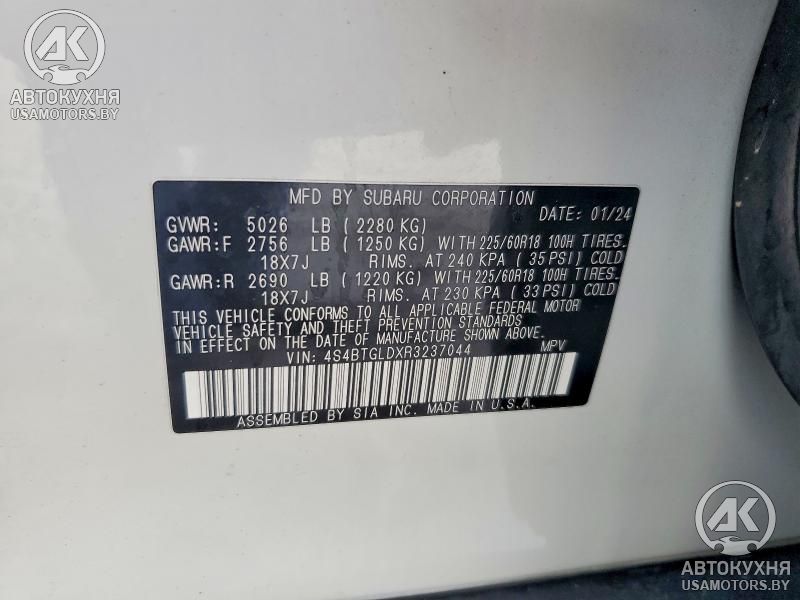 AK
АВТОКУХНЯ
USAMOTORS.BY
MFD BY SUBARU CORPORATION
DATE: 01/24
GVWR: 5026 LB ( 2280 KG)
GAWR:F 2756 LB ( 1250 KG) WITH 225/60R18 100H TIRES.
18X7J RIMS. AT 240 KPA ( 35 PSI) COLD
GAWR:R 2690 LB ( 1220 KG) WITH 225/60R18 100H TIRES.
18X7J RIMS. AT 230 KPA ( 33 PSI) COLD
THIS VEHICLE CONFORMS TO ALL APPLICABLE FEDERAL MOTOR
VEHICLE SAFETY AND THEFT PREVENTION STANDARDS
IN EFFECT ON THE DATE OF MANUFACTURE SHOWN ABOVE.
VIN: 4S4BTGLDXR3237044 MPV
ASSEMBLED BY SIA INC. MADE IN U.S.A.
AK
АВТОКУХНЯ
USAMOTORS.BY